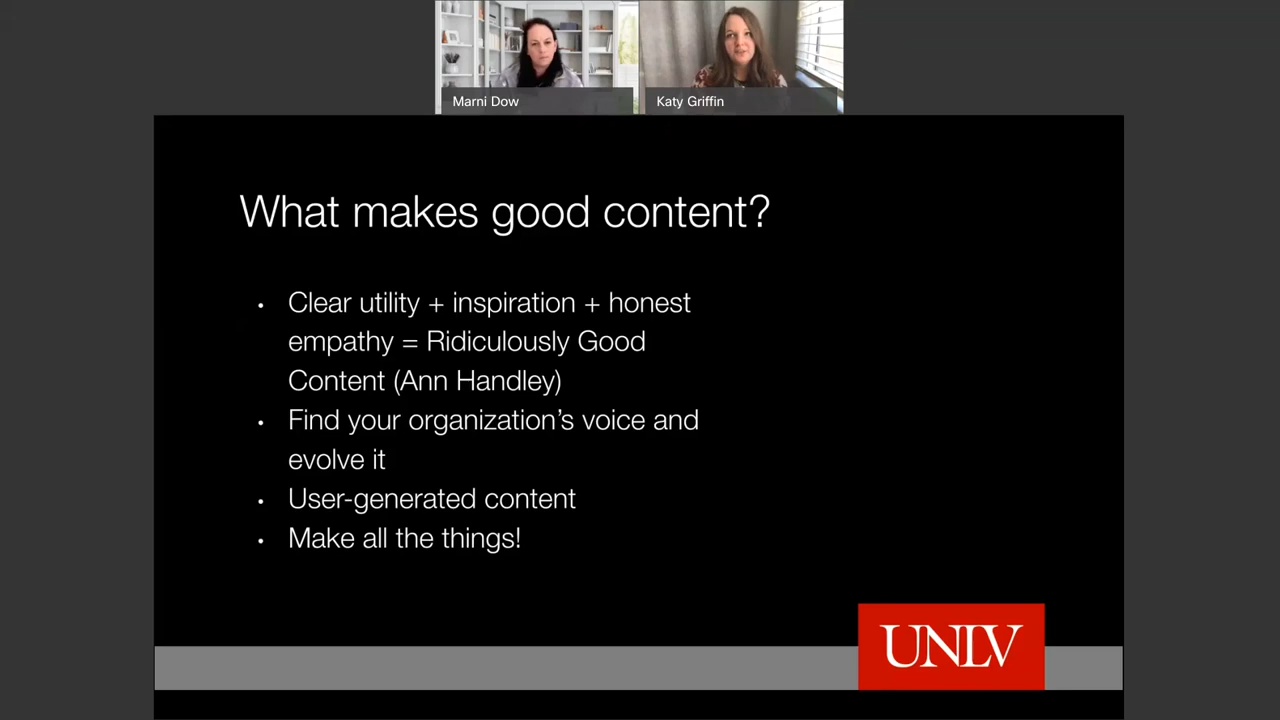 Marni Dow
Katy Griffin
What makes good content?
• Clear utility + inspiration + honest
empathy = Ridiculously Good
Content (Ann Handley)
• Find your organization’s voice and
evolve it
• User-generated content
• Make all the things!
UNLV